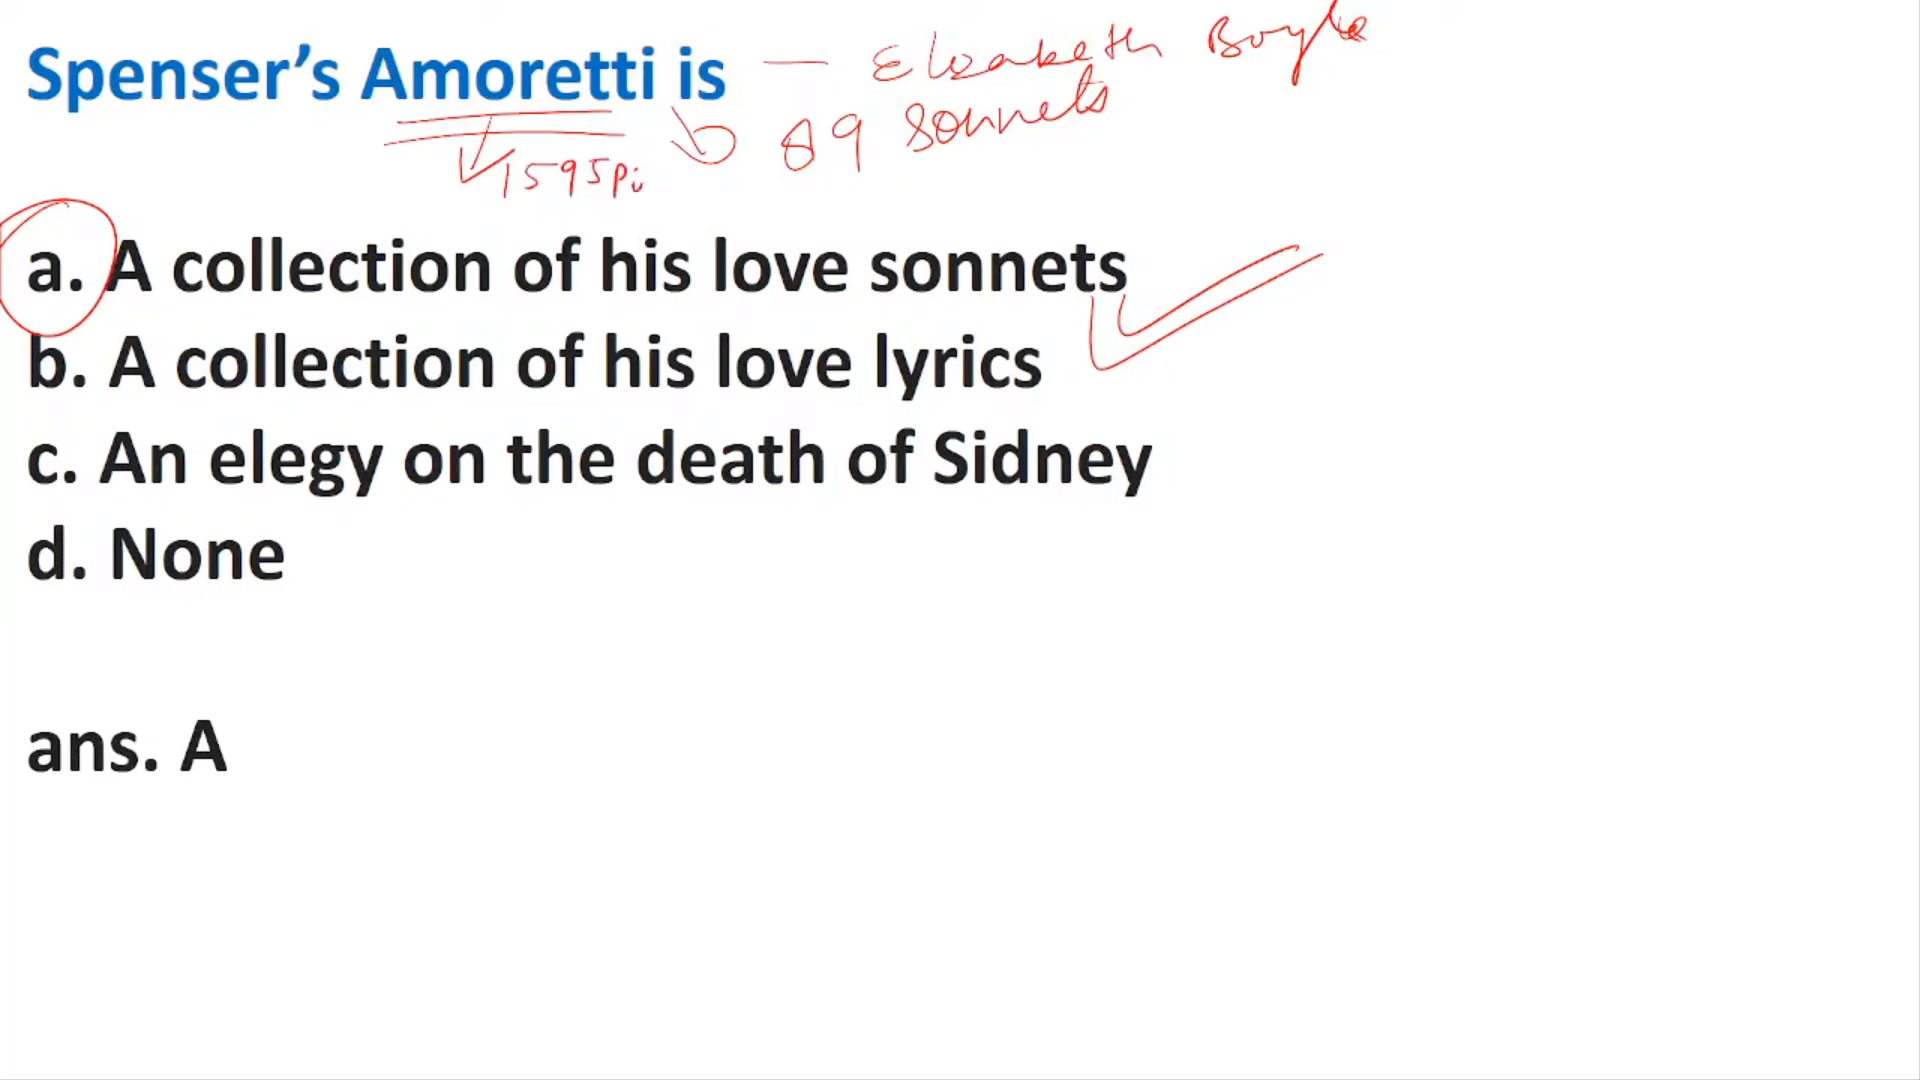 Spenser’s Amoretti is — Elizabeth Boyle
89 Sonnets
1595
a. A collection of his love sonnets
b. A collection of his love lyrics
c. An elegy on the death of Sidney
d. None
ans. A